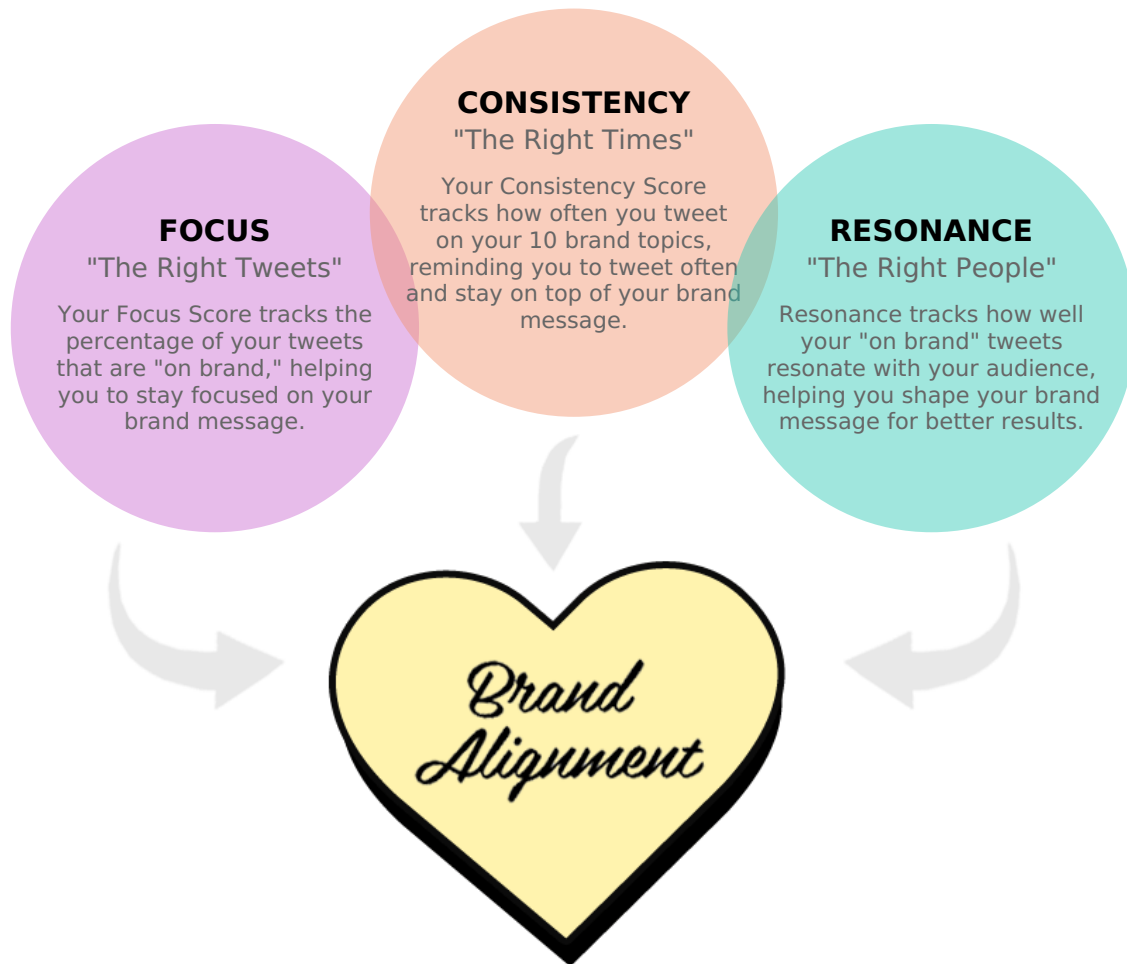 CONSISTENCY
"The Right Times"
Your Consistency Score
tracks how often you tweet
on your 10 brand topics,
reminding you to tweet often
and stay on top of your brand
message.
FOCUS
"The Right Tweets"
Your Focus Score tracks the
percentage of your tweets
that are "on brand," helping
you to stay focused on your
brand message.
RESONANCE
"The Right People"
Resonance tracks how well
your "on brand" tweets
resonate with your audience,
helping you shape your brand
message for better results.
Brand
Alignment